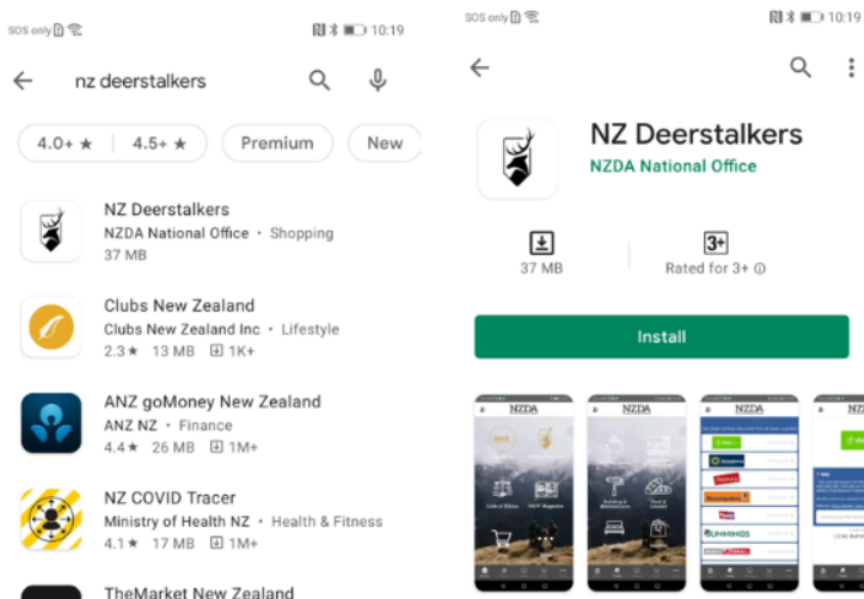 SOS only
10:19
nz deerstalkers
4.0+ ★
4.5+ ★
Premium
New
NZ Deerstalkers
NZDA National Office • Shopping
37 MB
Clubs New Zealand
Clubs New Zealand Inc • Lifestyle
2.3★ 13 MB 1K+
ANZ goMoney New Zealand
ANZ NZ • Finance
4.4★ 26 MB 1M+
NZ COVID Tracer
Ministry of Health NZ • Health & Fitness
4.1★ 17 MB 1M+
TheMarket New Zealand
SOS only
10:19
NZ Deerstalkers
NZDA National Office
37 MB
3+
Rated for 3+
Install
NZDA
Code of Ethics
NZDA
NZDA
BUNNINGS